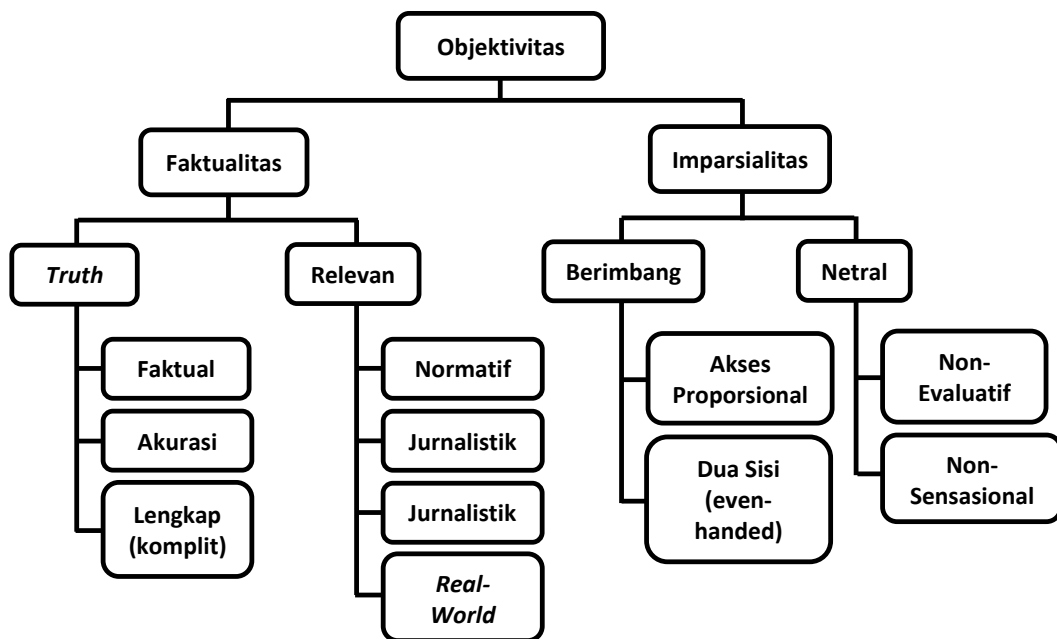 Objektivitas
Faktualitas
Imparsialitas
Truth
Relevan
Berimbang
Netral
Faktual
Akurasi
Lengkap
(komplit)
Normatif
Jurnalistik
Jurnalistik
Real-
World
Akses
Proporsional
Dua Sisi
(even-
handed)
Non-
Evaluatif
Non-
Sensasional